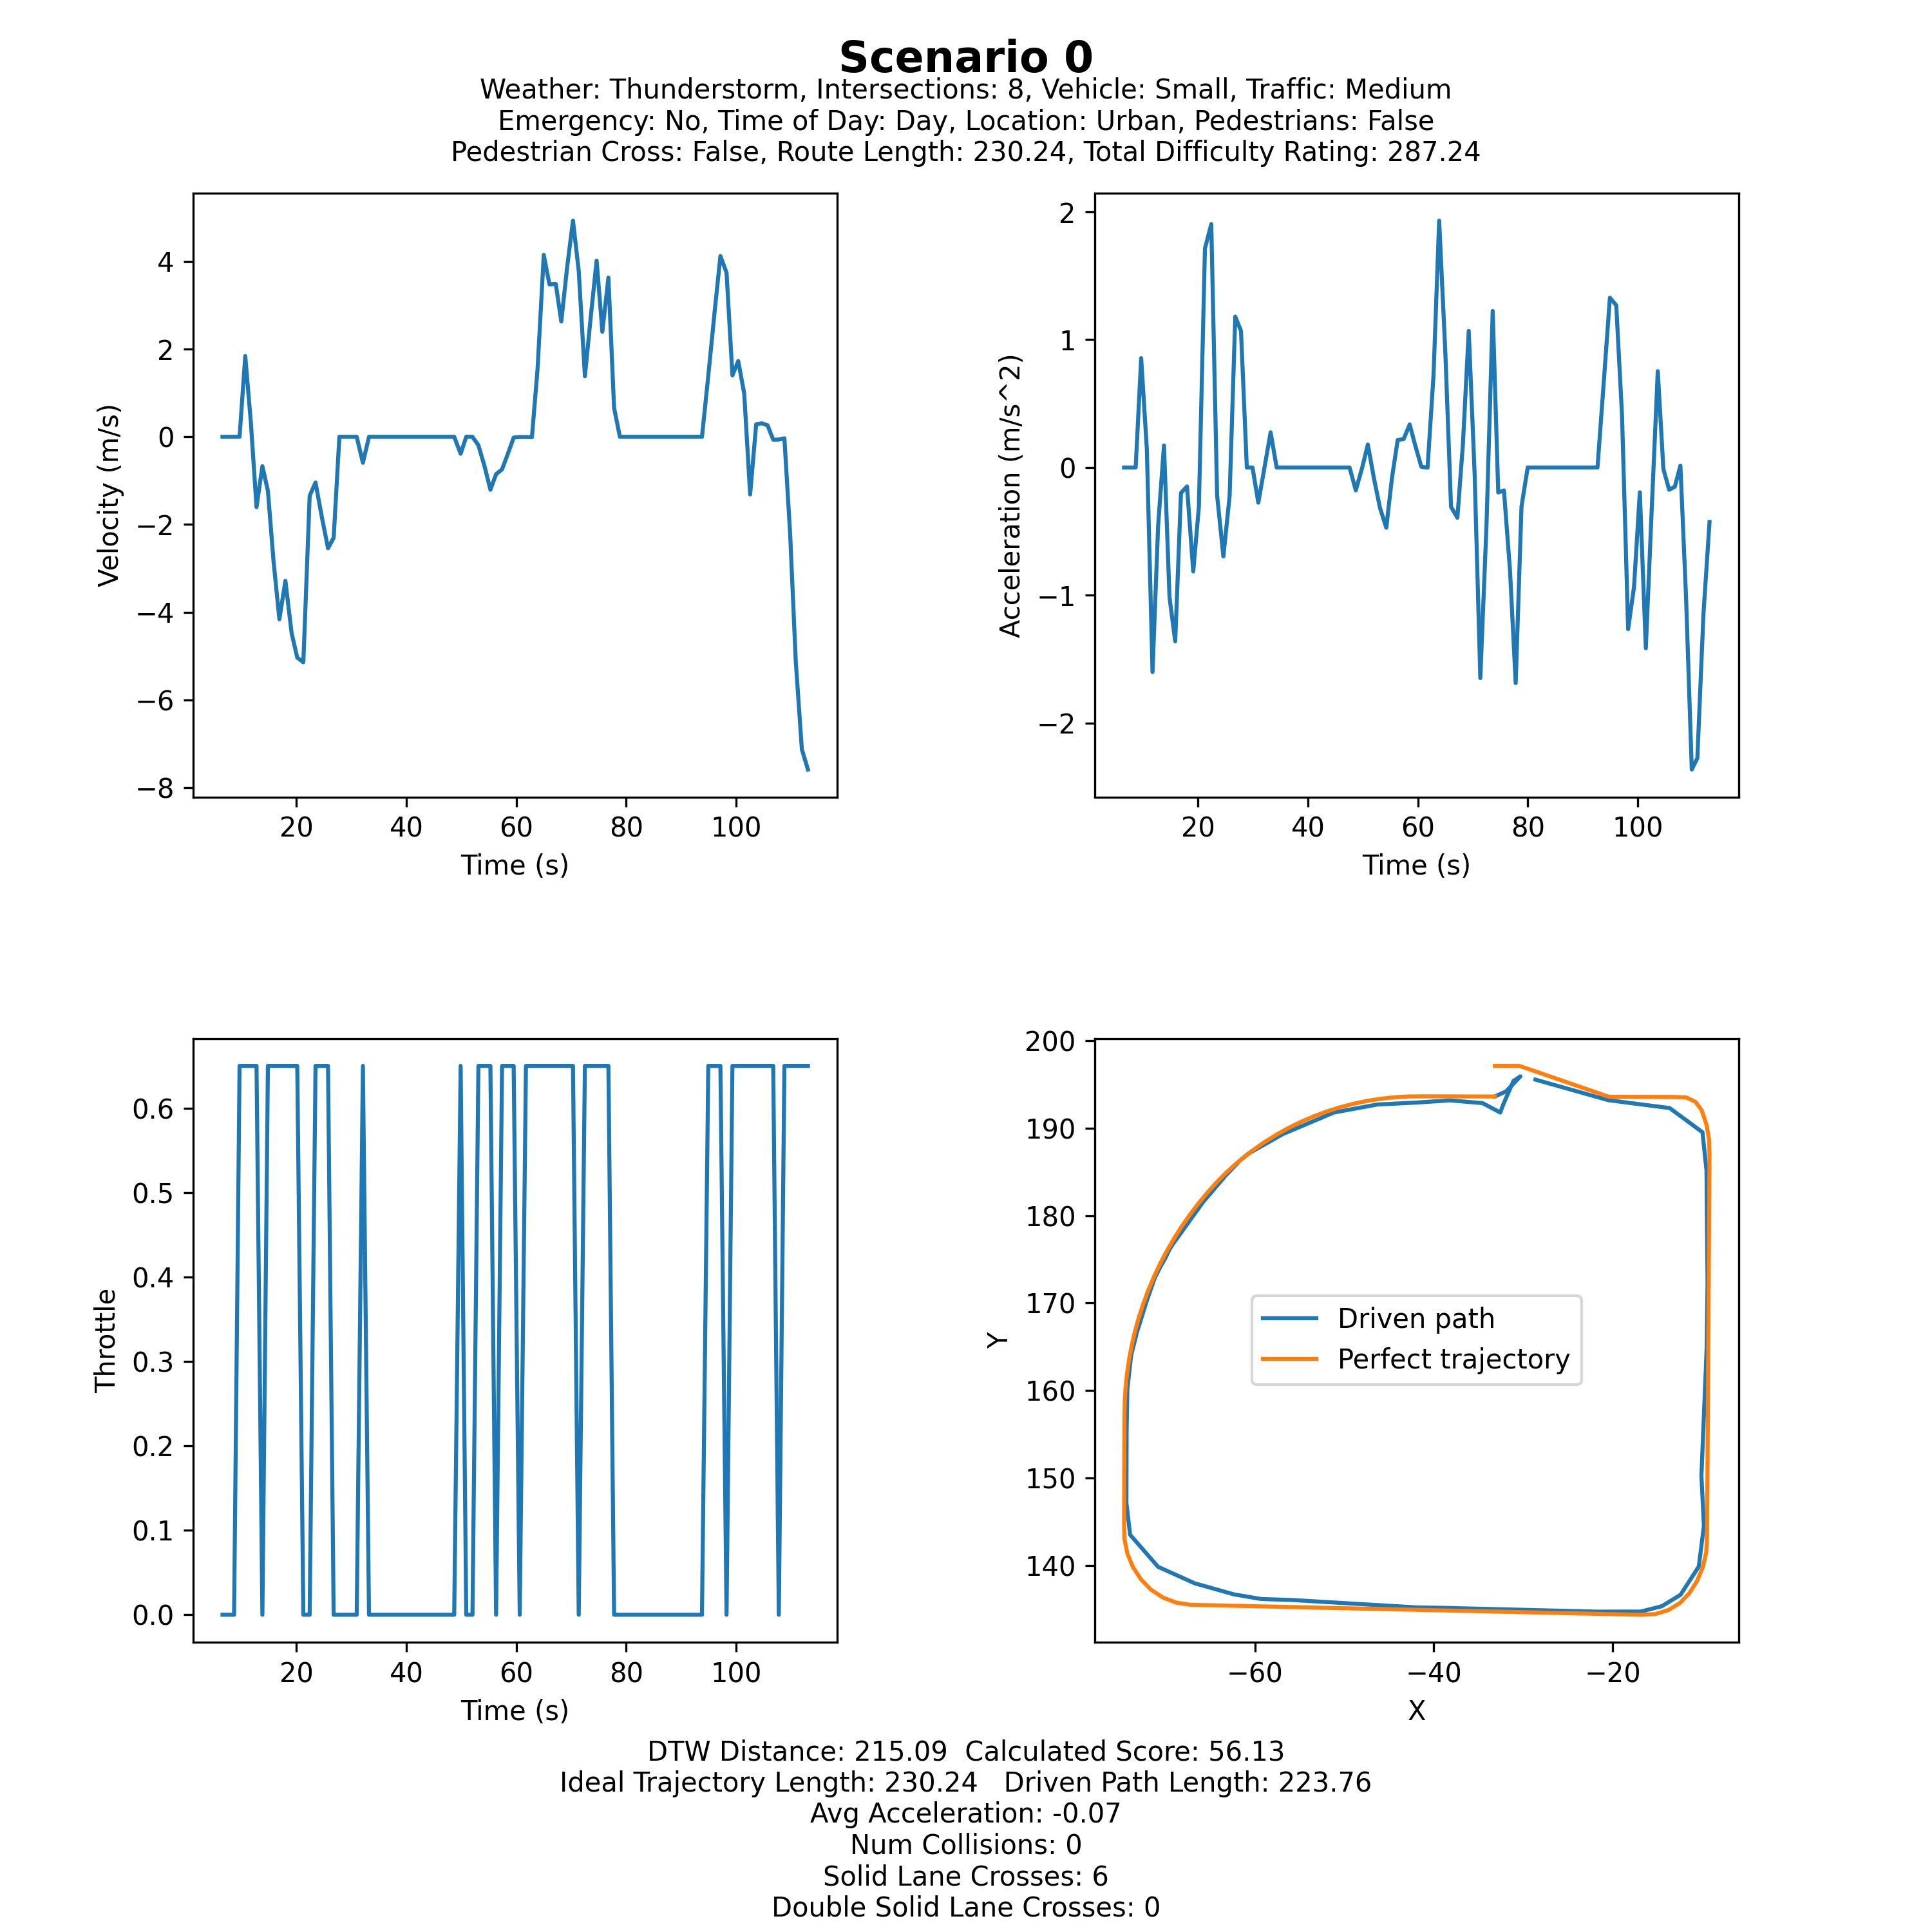 Scenario 0
Weather: Thunderstorm, Intersections: 8, Vehicle: Small, Traffic: Medium
Emergency: No, Time of Day: Day, Location: Urban, Pedestrians: False
Pedestrian Cross: False, Route Length: 230.24, Total Difficulty Rating: 287.24
Velocity (m/s)
4
2
0
−2
−4
−6
−8
20 40 60 80 100
Time (s)
Acceleration (m/s^2)
2
1
0
−1
−2
20 40 60 80 100
Time (s)
Throttle
0.6
0.5
0.4
0.3
0.2
0.1
0.0
20 40 60 80 100
Time (s)
Y
200
190
180
170
160
150
140
Driven path
Perfect trajectory
−60 −40 −20
X
DTW Distance: 215.09 Calculated Score: 56.13
Ideal Trajectory Length: 230.24 Driven Path Length: 223.76
Avg Acceleration: -0.07
Num Collisions: 0
Solid Lane Crosses: 6
Double Solid Lane Crosses: 0